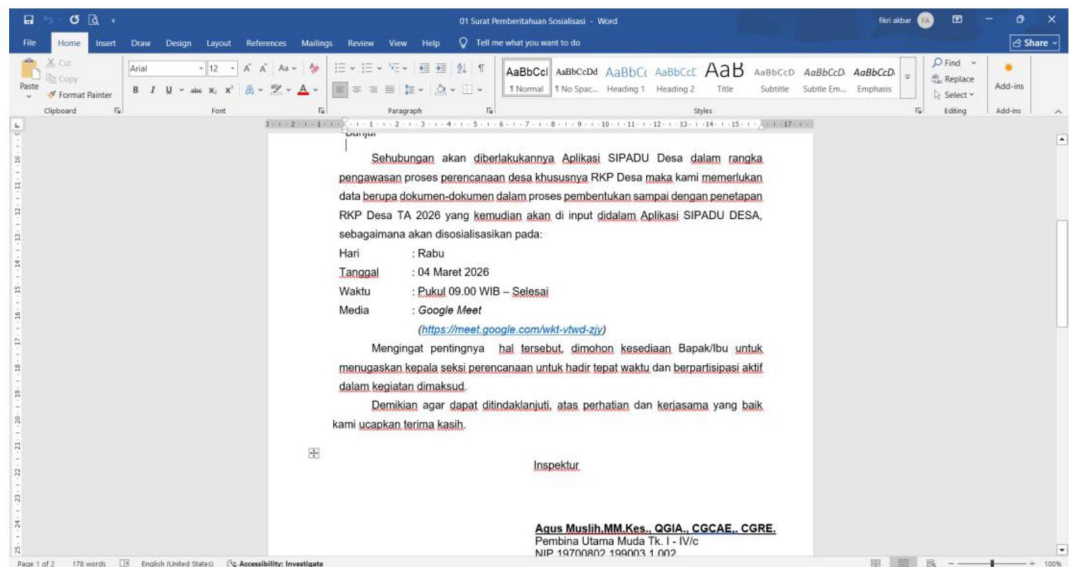 01 Surat Pemberitahuan Sosialisasi - Word
fikri akbar
FA
File Home Insert Draw Design Layout References Mailings Review View Help Tell me what you want to do
Share
Paste
Cut
Copy
Format Painter
Clipboard
Arial
12
Font
Paragraph
AaBbCcI AaBbCcDd AaBbCc AaBbCcE AaB AaBbCcD AaBbCcD AaBbCcD
¶ Normal ¶ No Spac... Heading 1 Heading 2 Title Subtitle Subtle Em... Emphasis
Styles
Find
Replace
Select
Editing
Add-ins
Add-ins
Sehubungan akan diberlakukannya Aplikasi SIPADU Desa dalam rangka
pengawasan proses perencanaan desa khususnya RKP Desa maka kami memerlukan
data berupa dokumen-dokumen dalam proses pembentukan sampai dengan penetapan
RKP Desa TA 2026 yang kemudian akan di input didalam Aplikasi SIPADU DESA,
sebagaimana akan disosialisasikan pada:
Hari : Rabu
Tanggal : 04 Maret 2026
Waktu : Pukul 09.00 WIB – Selesai
Media : Google Meet
(https://meet.google.com/wkt-vtwd-zjy)
Mengingat pentingnya hal tersebut, dimohon kesediaan Bapak/Ibu untuk
menugaskan kepala seksi perencanaan untuk hadir tepat waktu dan berpartisipasi aktif
dalam kegiatan dimaksud.
Demikian agar dapat ditindaklanjuti, atas perhatian dan kerjasama yang baik
kami ucapkan terima kasih.
Inspektur
Agus Muslih,MM.Kes., QGIA., CGCAE,. CGRE.
Pembina Utama Muda Tk. I - IV/c
NIP 19700802 199003 1 002
Page 1 of 2 178 words English (United States) Accessibility: Investigate
100%